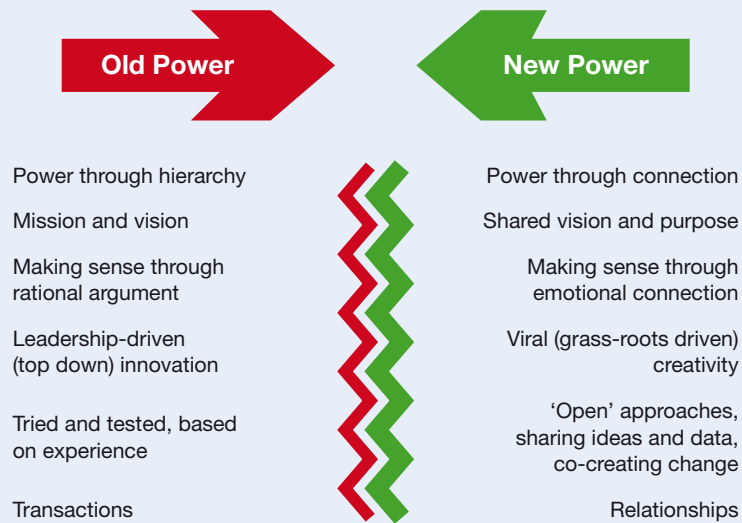 Old Power
New Power
Power through hierarchy
Power through connection
Mission and vision
Shared vision and purpose
Making sense through
rational argument
Making sense through
emotional connection
Leadership-driven
(top down) innovation
Viral (grass-roots driven)
creativity
Tried and tested, based
on experience
‘Open’ approaches,
sharing ideas and data,
co-creating change
Transactions
Relationships